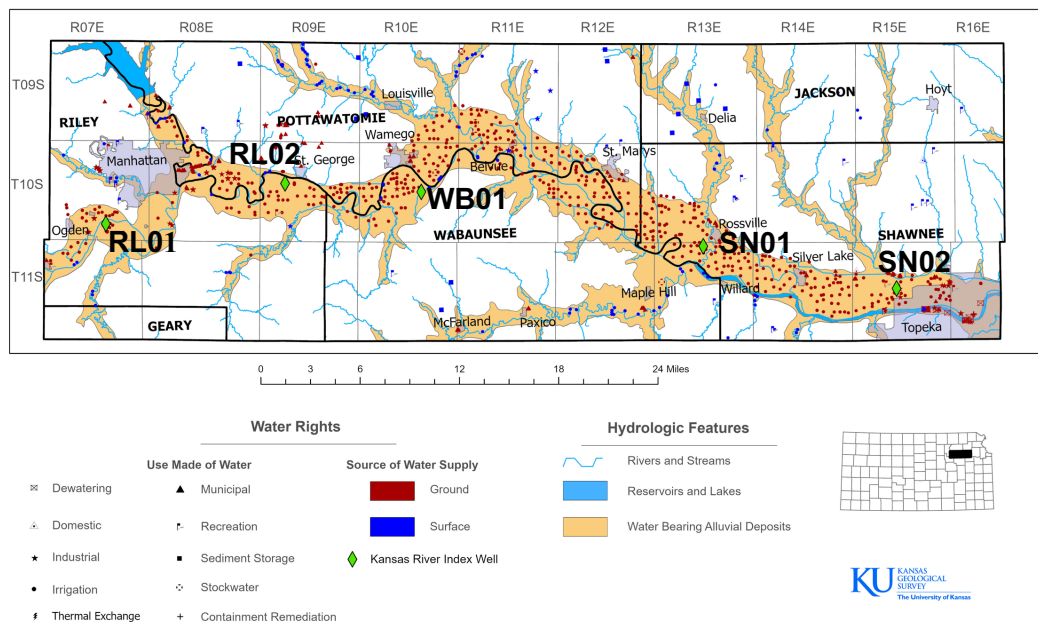 R07E R08 R09E R10 R11E R12 R13E R14 R15E R16E
T09S
T10S
T11S
RILEY
POTTAWATOMIE
JACKSON
Louisville
Wamego
Delia
Hoyt
Manhattan
RL02
St. George
St. Marys
Belvue
WB01
Ogden
RL01
WABAUNSEE
Rossville
SN01
SHAWNEE
Silver Lake
SN02
Maple Hill
Willard
GEARY
McFarland
Paxico
Topeka
0 3 6 12 18 24 Miles
Water Rights
Hydrologic Features
Use Made of Water
Source of Water Supply
Rivers and Streams
Dewatering
Municipal
Ground
Reservoirs and Lakes
Domestic
Recreation
Surface
Water Bearing Alluvial Deposits
Industrial
Sediment Storage
Kansas River Index Well
Irrigation
Stockwater
Thermal Exchange
Containment Remediation
KU
KANSAS
GEOLOGICAL
SURVEY
The University of Kansas